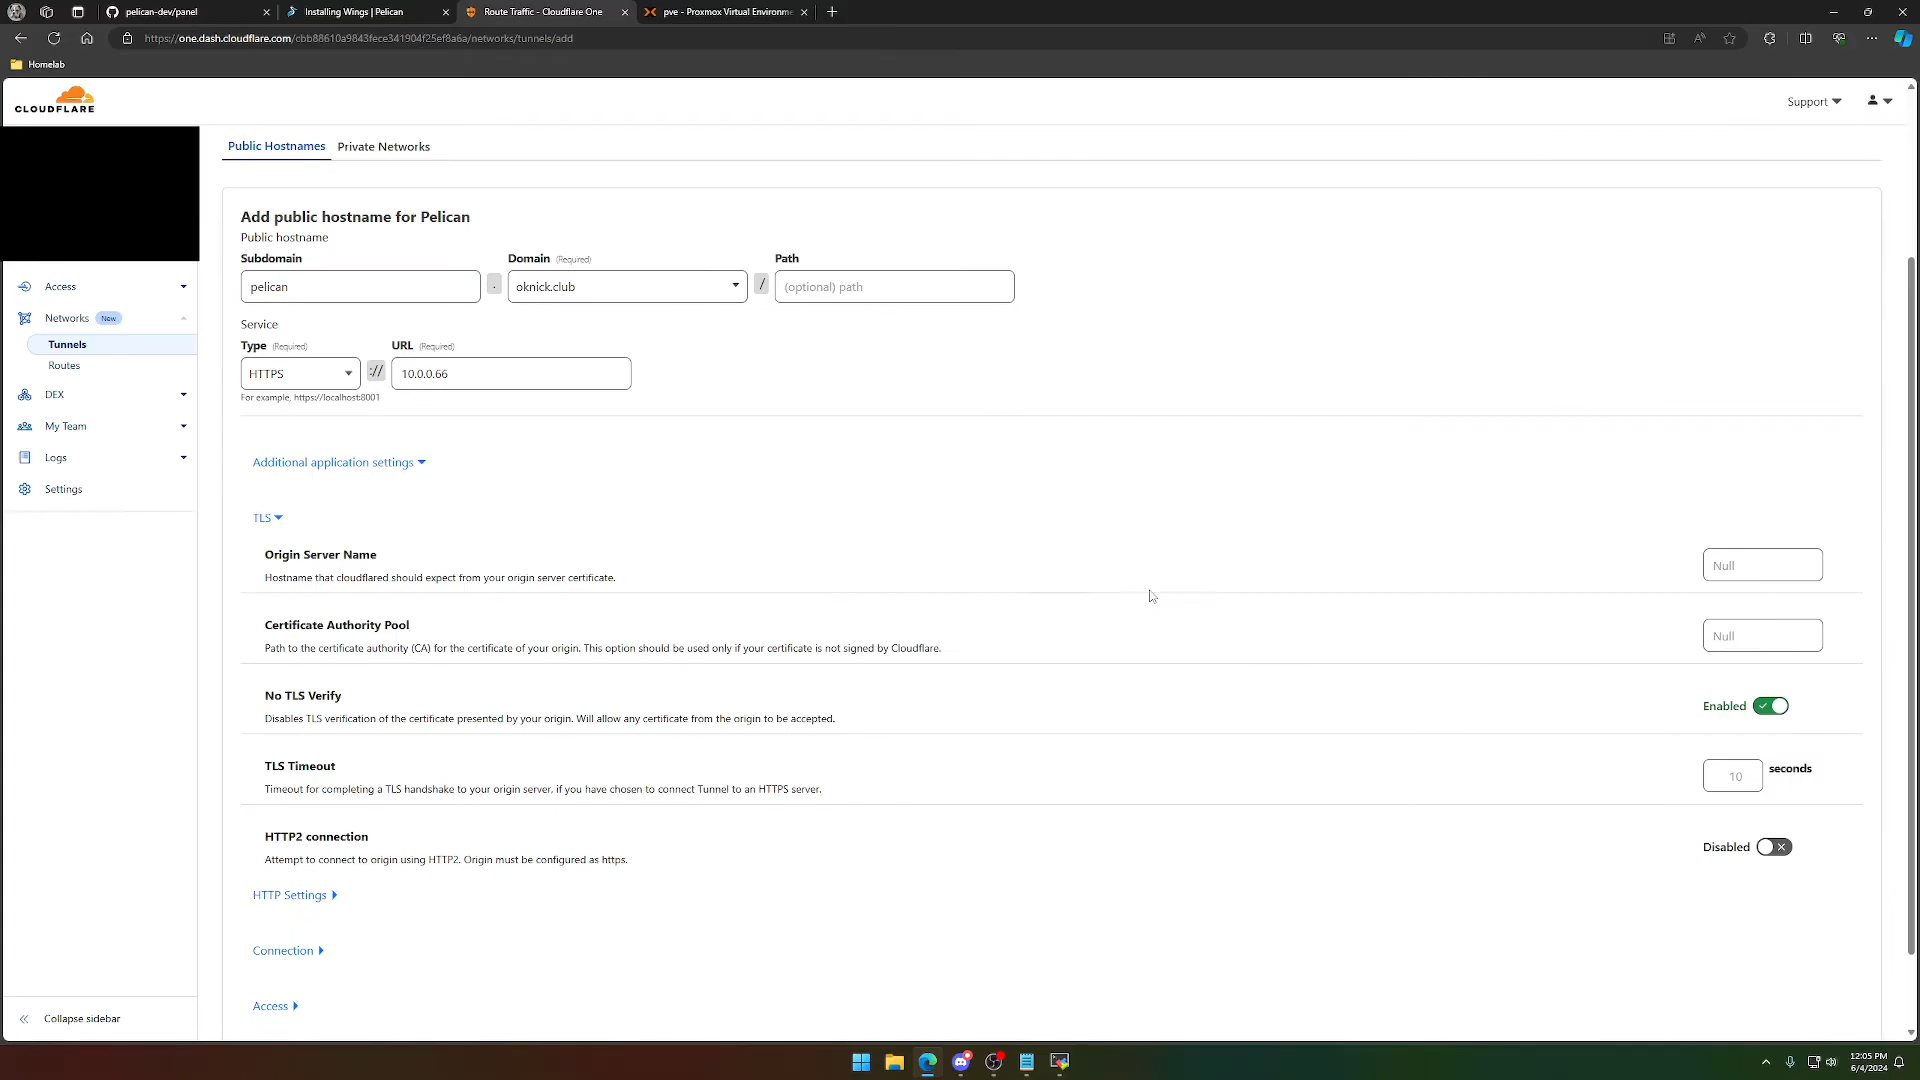 pelican-dev/panel
Installing Wings | Pelican
Route Traffic - Cloudflare One
pve - Proxmox Virtual Environme
https://one.dash.cloudflare.com/cbb88610a9843fece341904f25ef8a6a/networks/tunnels/add
Homelab
CLOUDFLARE
Support
Public Hostnames
Private Networks
Add public hostname for Pelican
Public hostname
Subdomain
Domain (Required)
Path
pelican
.
oknick.club
/
(optional) path
Service
Type (Required)
URL (Required)
HTTPS
://
10.0.0.66
For example, https://localhost:8001
Access
Networks New
Tunnels
Routes
DEX
My Team
Logs
Settings
Additional application settings
TLS
Origin Server Name
Hostname that cloudflared should expect from your origin server certificate.
Null
Certificate Authority Pool
Path to the certificate authority (CA) for the certificate of your origin. This option should be used only if your certificate is not signed by Cloudflare.
Null
No TLS Verify
Disables TLS verification of the certificate presented by your origin. Will allow any certificate from the origin to be accepted.
Enabled
TLS Timeout
Timeout for completing a TLS handshake to your origin server, if you have chosen to connect Tunnel to an HTTPS server.
10
seconds
HTTP2 connection
Attempt to connect to origin using HTTP2. Origin must be configured as https.
Disabled
HTTP Settings
Connection
Access
Collapse sidebar
12:05 PM
6/4/2024